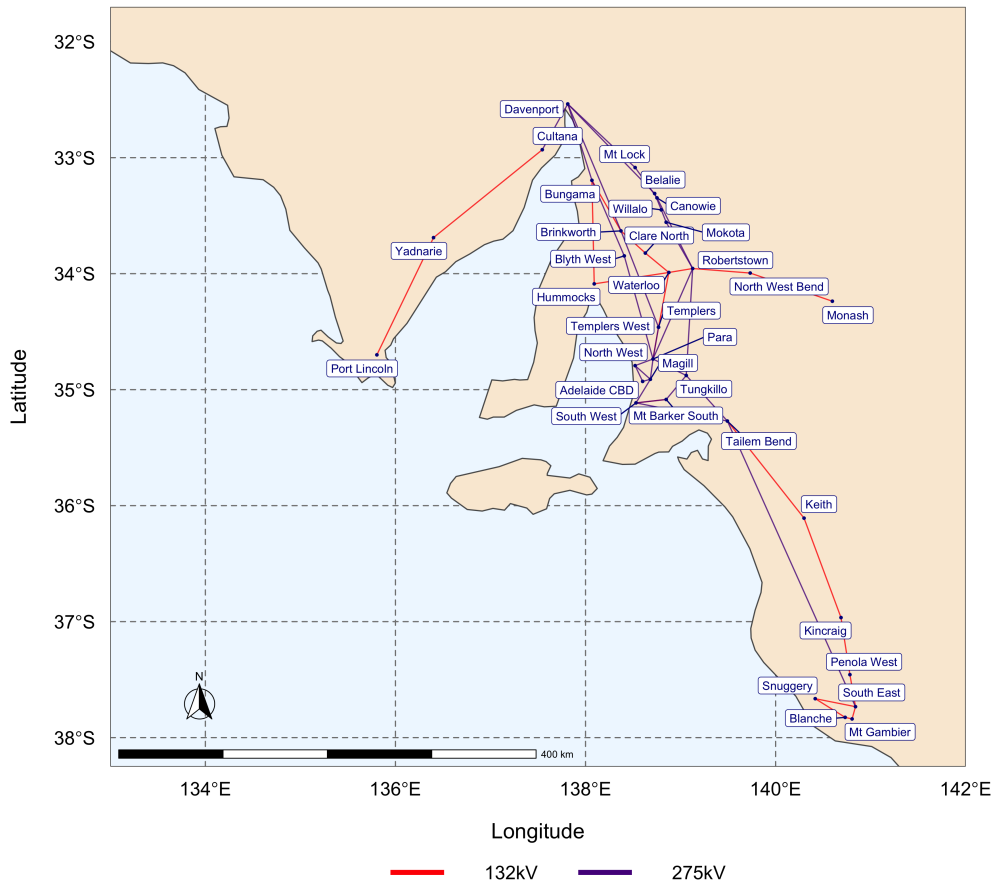 32°S
33°S
34°S
35°S
36°S
37°S
38°S
Latitude
Davenport
Cultana
Mt Lock
Belalie
Bungama
Canowie
Willalo
Brinkworth
Clare North
Mokota
Yadnarie
Blyth West
Robertstown
Waterloo
North West Bend
Hummocks
Templers
Monash
Templers West
Para
North West
Magill
Port Lincoln
Adelaide CBD
Tungkillo
South West
Mt Barker South
Tailem Bend
Keith
Kincraig
Penola West
Snuggery
South East
Blanche
Mt Gambier
N
400 km
134°E
136°E
138°E
140°E
142°E
Longitude
132kV
275kV